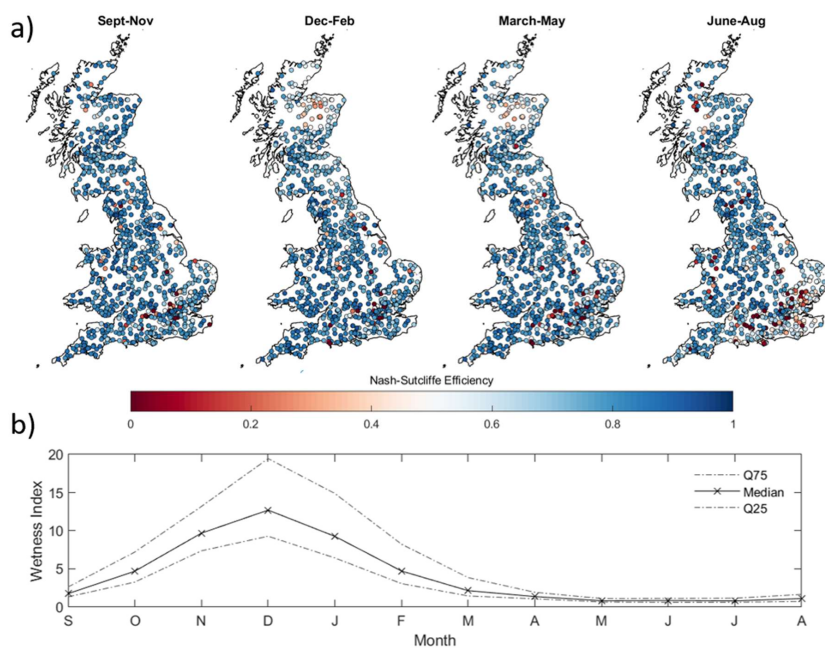 a)
Sept-Nov Dec-Feb March-May June-Aug
Nash-Sutcliffe Efficiency
0 0.2 0.4 0.6 0.8 1
b)
20
15
10
5
0
Wetness Index
Q75
Median
Q25
S O N D J F M A M J J A
Month